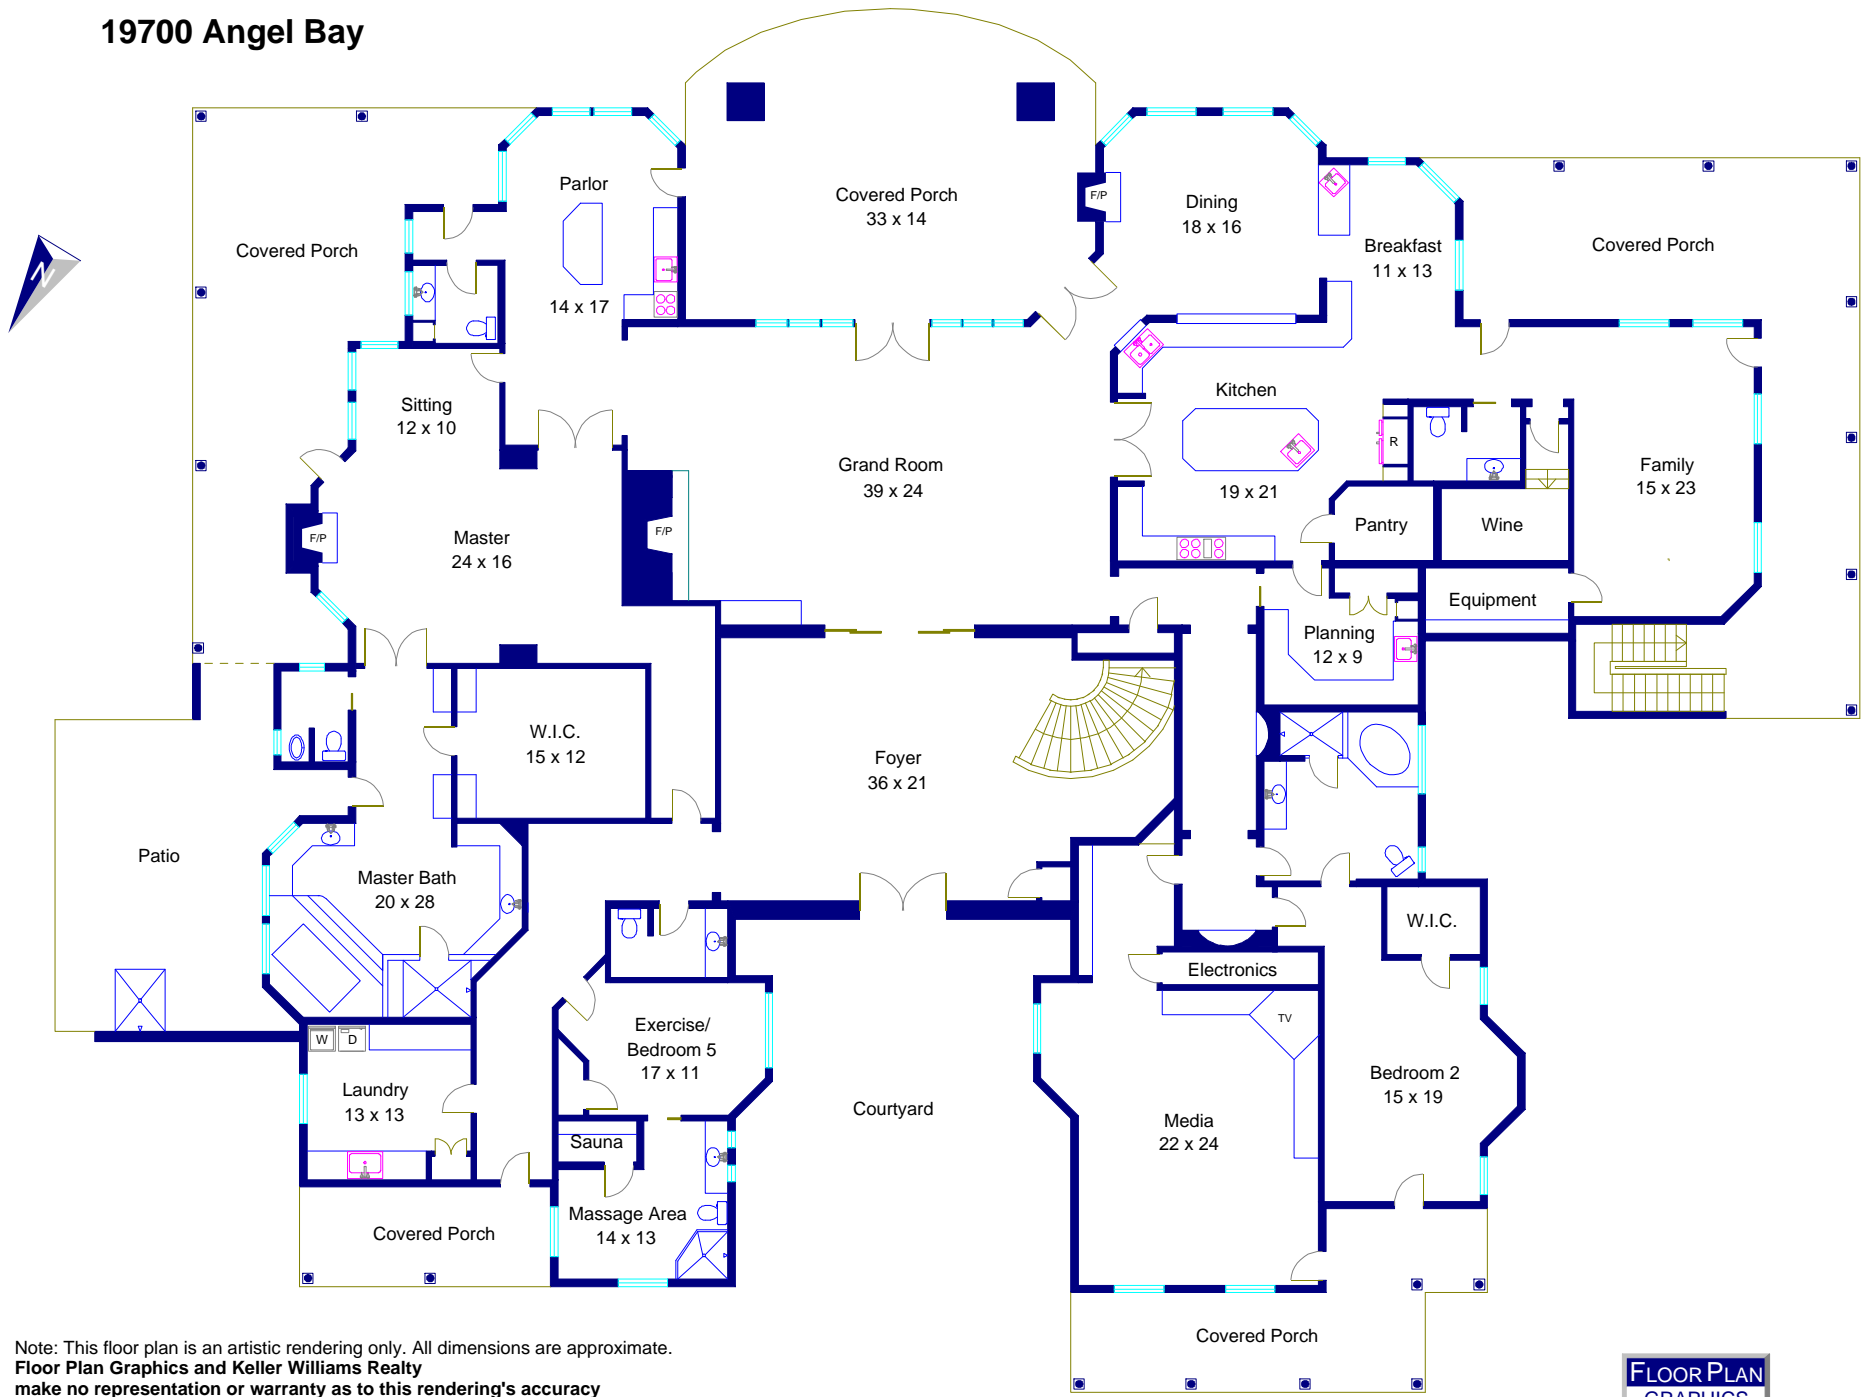 19700 Angel Bay
Parlor
14 x 17
Covered Porch
33 x 14
F/P
Dining
18 x 16
Breakfast
11 x 13
Covered Porch
Covered Porch
N
Sitting
12 x 10
Kitchen
19 x 21
R
Grand Room
39 x 24
Family
15 x 23
F/P
Master
24 x 16
F/P
Pantry
Wine
Equipment
Planning
12 x 9
W.I.C.
15 x 12
Foyer
36 x 21
Patio
Master Bath
20 x 28
W.I.C.
Electronics
TV
Exercise/
Bedroom 5
17 x 11
W
D
Laundry
13 x 13
Courtyard
Bedroom 2
15 x 19
Media
22 x 24
Sauna
Massage Area
14 x 13
Covered Porch
Covered Porch
Note: This floor plan is an artistic rendering only. All dimensions are approximate.
Floor Plan Graphics and Keller Williams Realty
make no representation or warranty as to this rendering's accuracy
FLOOR PLAN
GRAPHICS